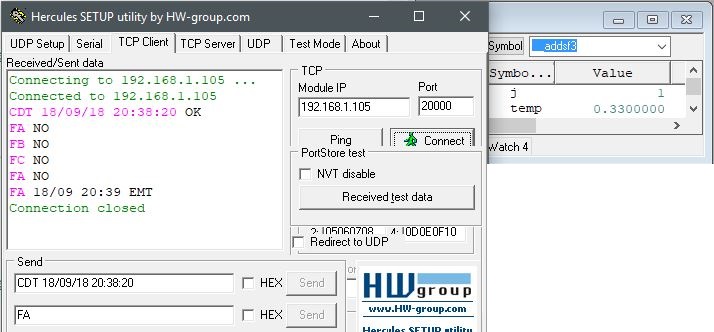 Hercules SETUP utility by HW-group.com
UDP Setup Serial TCP Client TCP Server UDP Test Mode About
Received/Sent data
Connecting to 192.168.1.105 ...
Connected to 192.168.1.105
CDT 18/09/18 20:38:20 OK
FA NO
FB NO
FC NO
FA NO
FA 18/09 20:39 EMT
Connection closed
TCP
Module IP Port
192.168.1.105 20000
Ping Connect
PortStore test
NVT disable
Received test data
2: 05060708 4: 0D0E0F10
Redirect to UDP
Send
CDT 18/09/18 20:38:20 HEX Send
FA HEX Send
HW group
www.HW-group.com
Hercules SETUP utility
Symbol __addsf3
Symbo... Value
j 1
temp 0.3300000
Watch 4